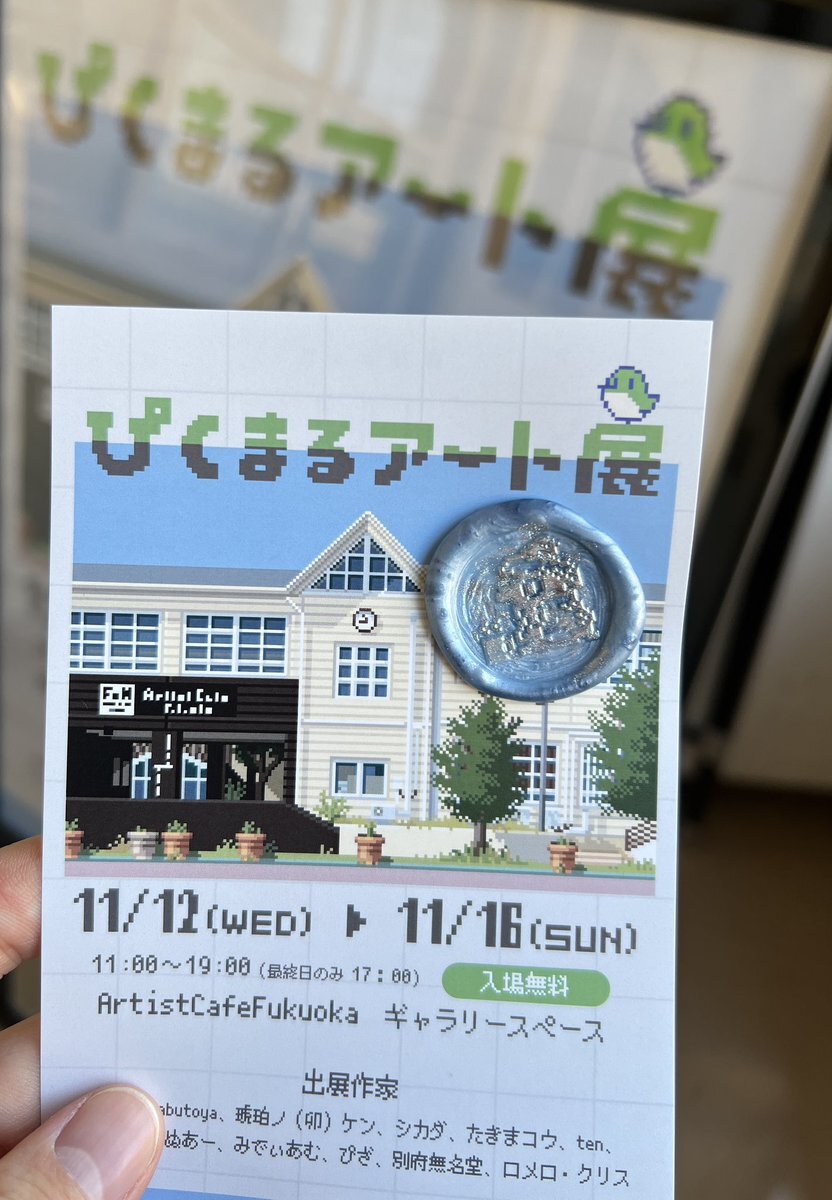 ぴくまるアート展
ぴくまるアート展
Artist Cafe
11/12(WED) ▶ 11/16(SUN)
11:00～19:00(最終日のみ 17:00) 入場無料
ArtistCafeFukuoka ギャラリースペース
出展作家
abutoya、琥珀ノ(卯)ケン、シカダ、たきまコウ、ten、
ぬあー、みでぃあむ、ぴざ、別府無名堂、ロメロ・クリス